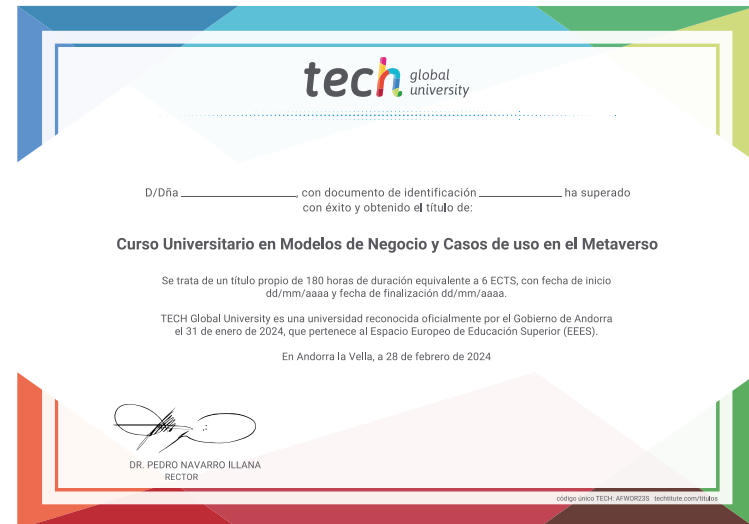 tech global university
D/Dña ____________________, con documento de identificación ______________ ha superado
con éxito y obtenido el título de:
Curso Universitario en Modelos de Negocio y Casos de uso en el Metaverso
Se trata de un título propio de 180 horas de duración equivalente a 6 ECTS, con fecha de inicio
dd/mm/aaaa y fecha de finalización dd/mm/aaaa.
TECH Global University es una universidad reconocida oficialmente por el Gobierno de Andorra
el 31 de enero de 2024, que pertenece al Espacio Europeo de Educación Superior (EEES).
En Andorra la Vella, a 28 de febrero de 2024
DR. PEDRO NAVARRO ILLANA
RECTOR
código único TECH: AFWOR23S techtitute.com/titulos